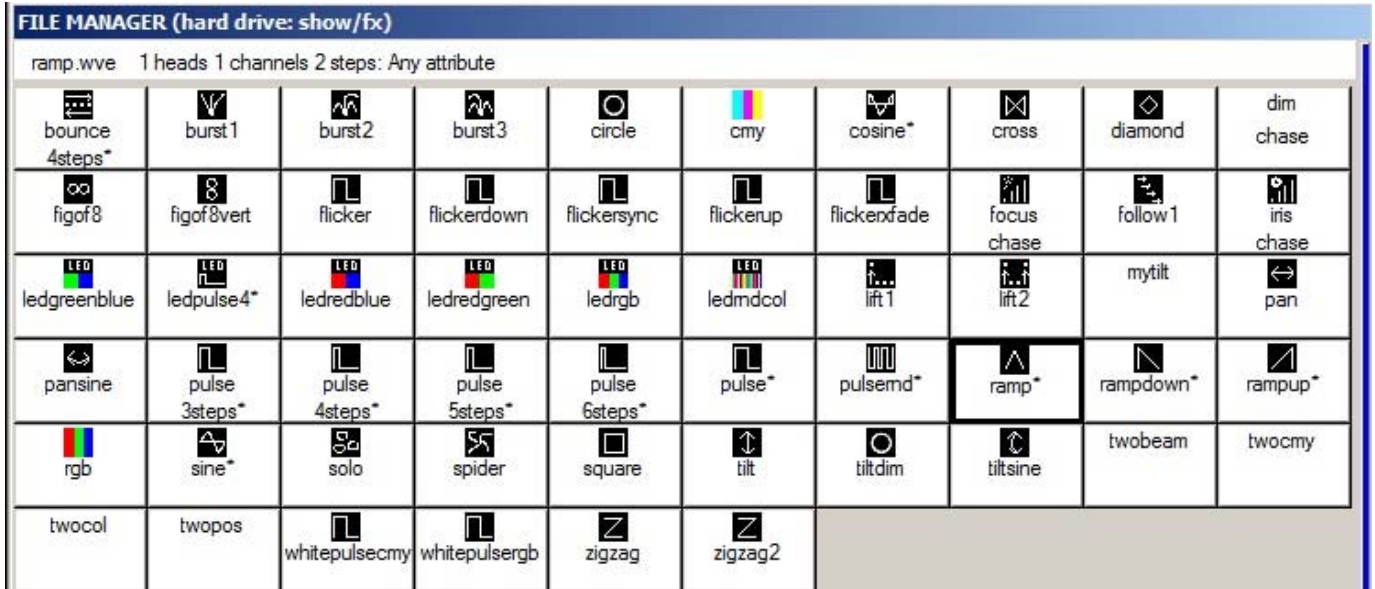 FILE MANAGER (hard drive: show/fx)
ramp.wve 1 heads 1 channels 2 steps: Any attribute
bounce 4steps*
burst1
burst2
burst3
circle
cmy
cosine*
cross
diamond
dim chase
figof8
figof8vert
flicker
flickerdown
flickersync
flickerup
flickerxfade
focus chase
follow1
iris chase
LED ledgreenblue
LED ledpulse4*
LED ledredblue
LED ledredgreen
LED ledrgb
LED ledrndcol
lift1
lift2
mytilt
pan
pansine
pulse 3steps*
pulse 4steps*
pulse 5steps*
pulse 6steps*
pulse*
pulsernd*
ramp*
rampdown*
rampup*
rgb
sine*
solo
spider
square
tilt
tiltdim
tiltsine
twobeam
twocmy
twocol
twopos
whitepulsecmy
whitepulsergb
zigzag
zigzag2